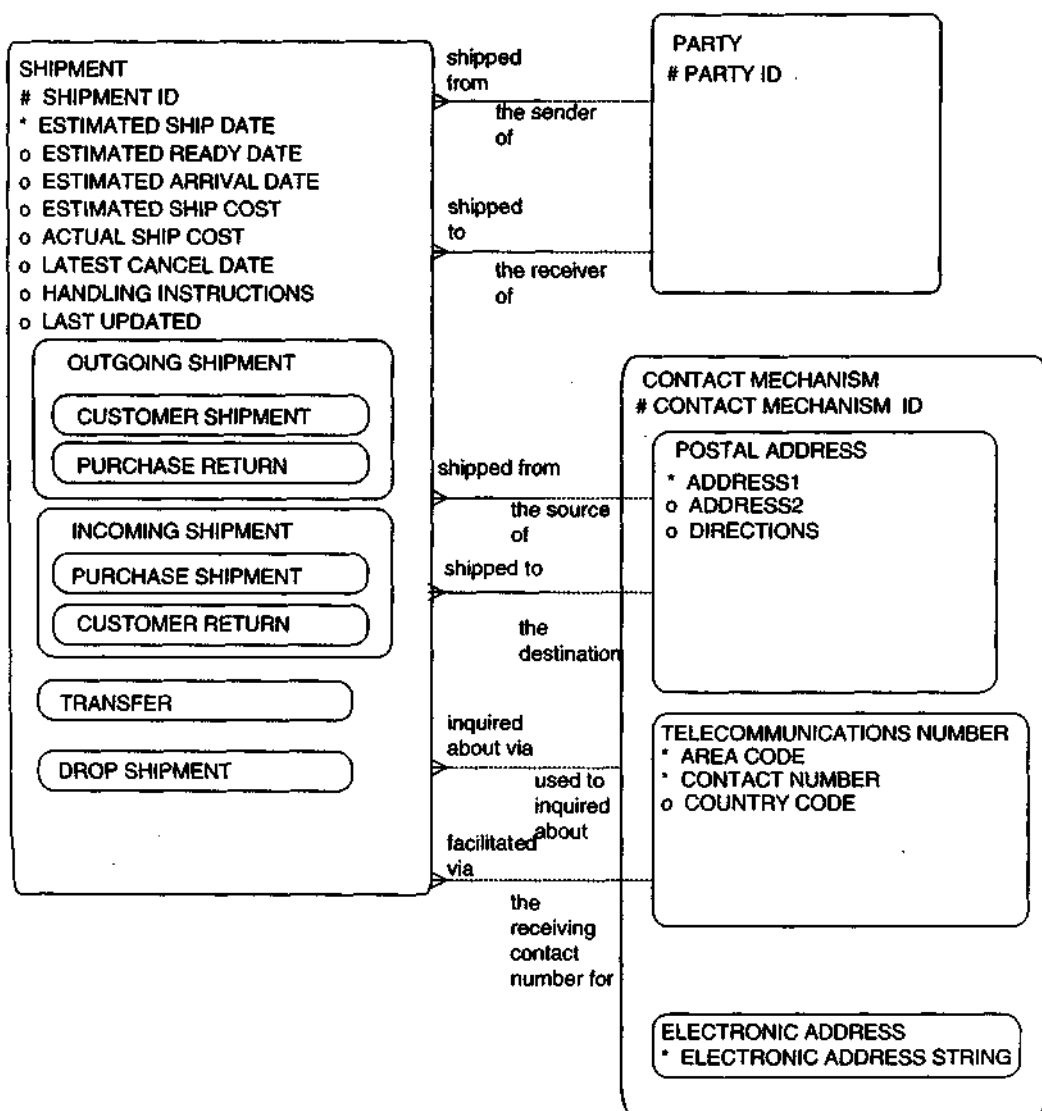 SHIPMENT
# SHIPMENT ID
* ESTIMATED SHIP DATE
o ESTIMATED READY DATE
o ESTIMATED ARRIVAL DATE
o ESTIMATED SHIP COST
o ACTUAL SHIP COST
o LATEST CANCEL DATE
o HANDLING INSTRUCTIONS
o LAST UPDATED
OUTGOING SHIPMENT
CUSTOMER SHIPMENT
PURCHASE RETURN
INCOMING SHIPMENT
PURCHASE SHIPMENT
CUSTOMER RETURN
TRANSFER
DROP SHIPMENT
shipped
from
the sender
of
shipped
to
the receiver
of
shipped from
the source
of
shipped to
the
destination
inquired
about via
used to
inquired
about
facilitated
via
the
receiving
contact
number for
PARTY
# PARTY ID
CONTACT MECHANISM
# CONTACT MECHANISM ID
POSTAL ADDRESS
* ADDRESS1
o ADDRESS2
o DIRECTIONS
TELECOMMUNICATIONS NUMBER
* AREA CODE
* CONTACT NUMBER
o COUNTRY CODE
ELECTRONIC ADDRESS
* ELECTRONIC ADDRESS STRING